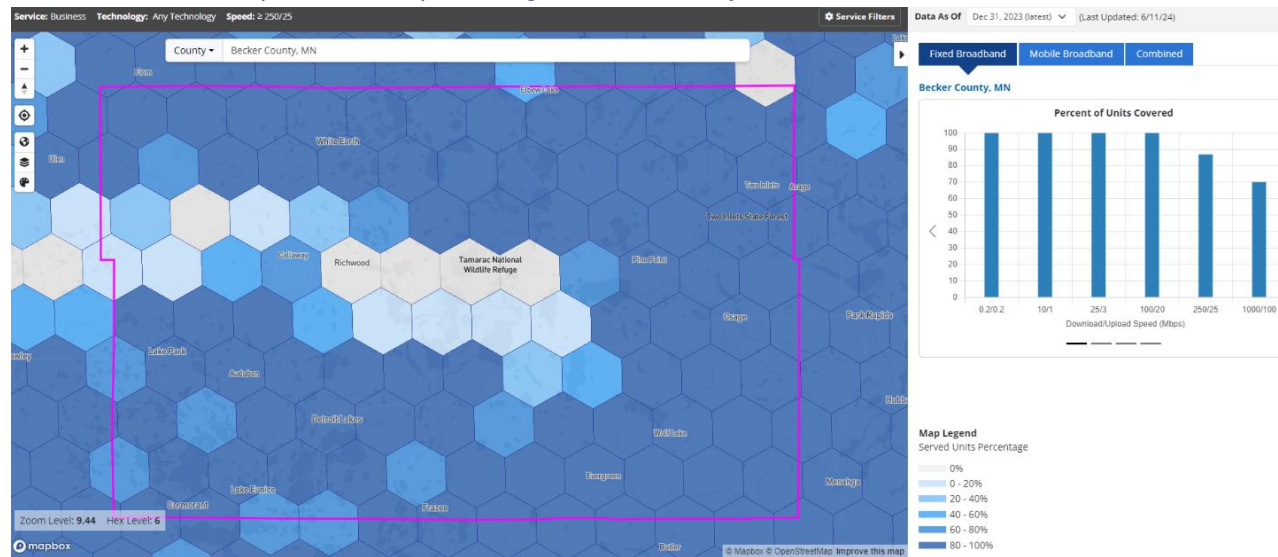 Service: Business Technology: Any Technology Speed: ≥ 250/25
Service Filters
County
Becker County, MN
Elbow Lake
White Earth
Ulen
Two Inlets
Arago
Two Inlets State Forest
Callaway
Richwood
Tamarac National
Wildlife Refuge
Pine Point
Osage
Park Rapids
Lake Park
Audubon
Detroit Lakes
Wolf Lake
Evergreen
Menahga
Lake Eunice
Cormorant
Frazee
Butler
Zoom Level: 9.44 Hex Level: 6
mapbox
© Mapbox © OpenStreetMap Improve this map
Data As Of Dec 31, 2023 (latest) (Last Updated: 6/11/24)
Fixed Broadband Mobile Broadband Combined
Becker County, MN
Percent of Units Covered
100
90
80
70
60
50
40
30
20
10
0
0.2/0.2 10/1 25/3 100/20 250/25 1000/100
Download/Upload Speed (Mbps)
Map Legend
Served Units Percentage
0%
0 - 20%
20 - 40%
40 - 60%
60 - 80%
80 - 100%